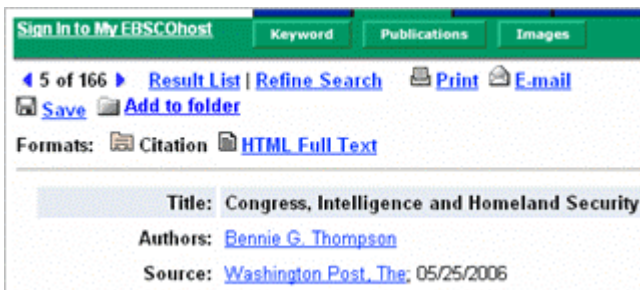 Sign In to My EBSCOhost Keyword Publications Images
5 of 166 Result List | Refine Search Print E-mail
Save Add to folder
Formats: Citation HTML Full Text
Title: Congress, Intelligence and Homeland Security
Authors: Bennie G. Thompson
Source: Washington Post, The; 05/25/2006